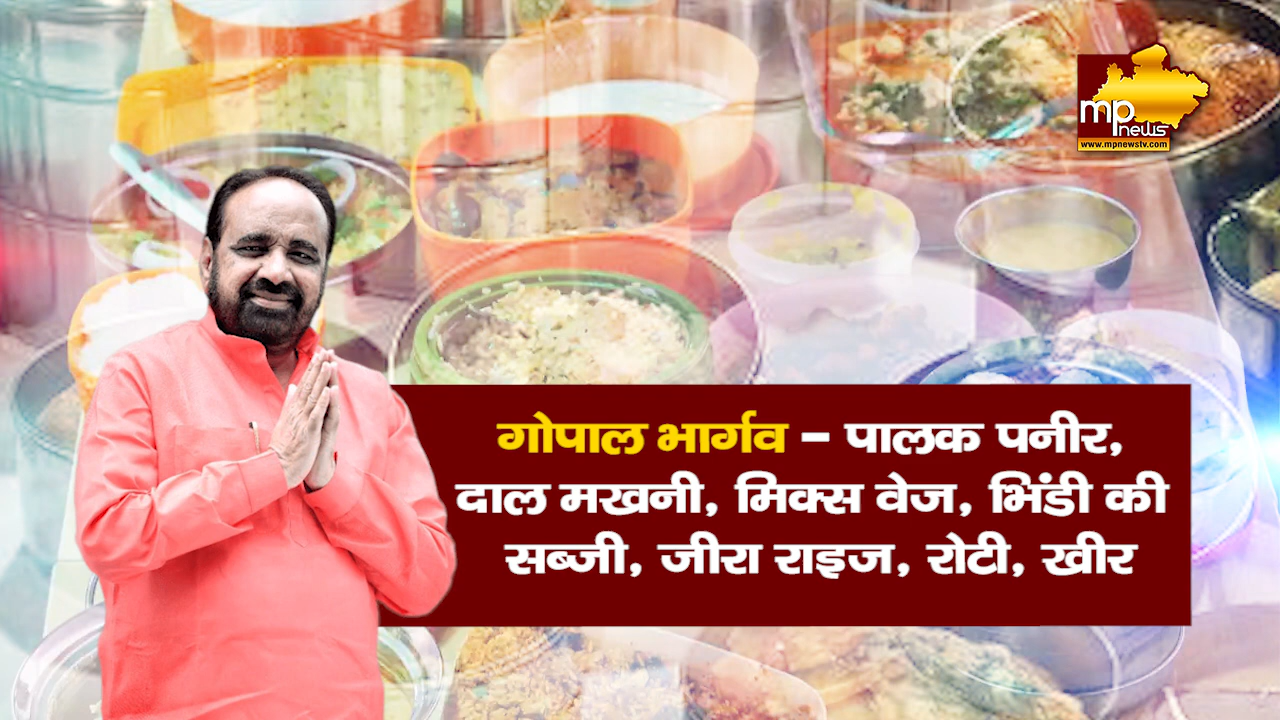 mp
news
www.mpnewstv.com
गोपाल भार्गव – पालक पनीर,
दाल मखनी, मिक्स वेज, भिंडी की
सब्जी, जीरा राइज, रोटी, खीर